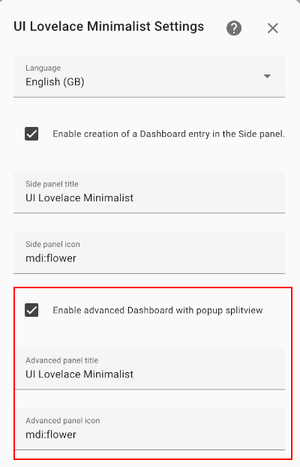 UI Lovelace Minimalist Settings
Language
English (GB)
Enable creation of a Dashboard entry in the Side panel.
Side panel title
UI Lovelace Minimalist
Side panel icon
mdi:flower
Enable advanced Dashboard with popup splitview
Advanced panel title
UI Lovelace Minimalist
Advanced panel icon
mdi:flower